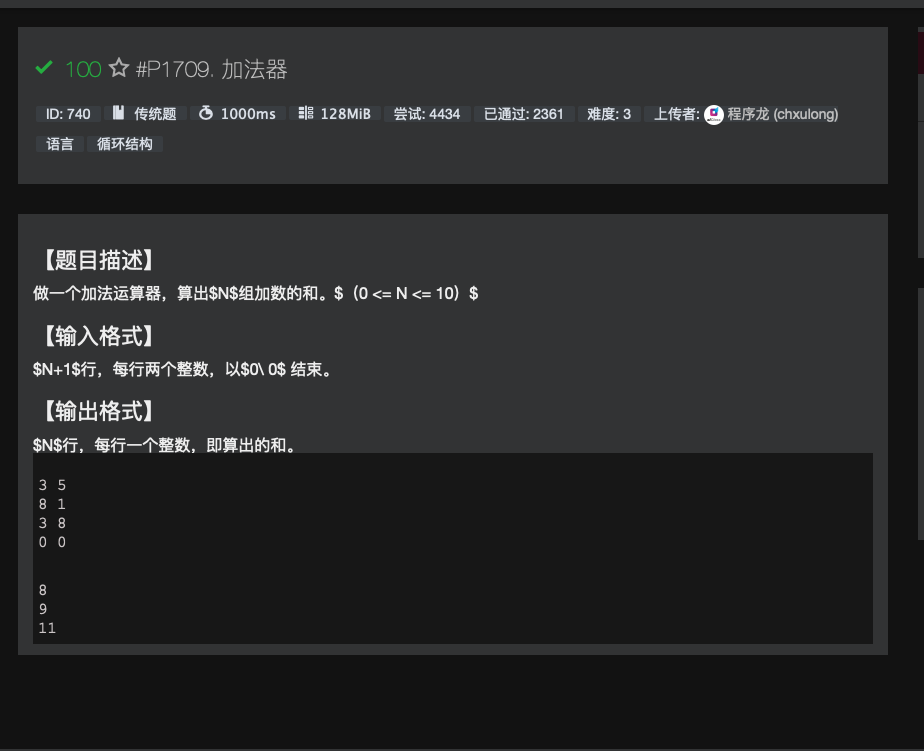 100 #P1709. 加法器
ID: 740 传统题 1000ms 128MiB 尝试: 4434 已通过: 2361 难度: 3 上传者: 程序龙 (chxulong)
语言 循环结构
【题目描述】
做一个加法运算器，算出$N$组加数的和。$（0 <= N <= 10）$
【输入格式】
$N+1$行，每行两个整数，以$0\ 0$ 结束。
【输出格式】
$N$行，每行一个整数，即算出的和。
3 5
8 1
3 8
0 0
8
9
11